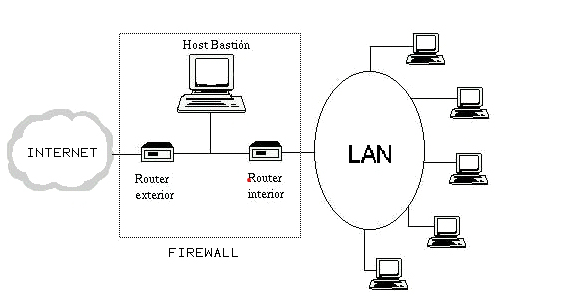 Host Bastión
INTERNET
Router
exterior
Router
interior
LAN
FIREWALL